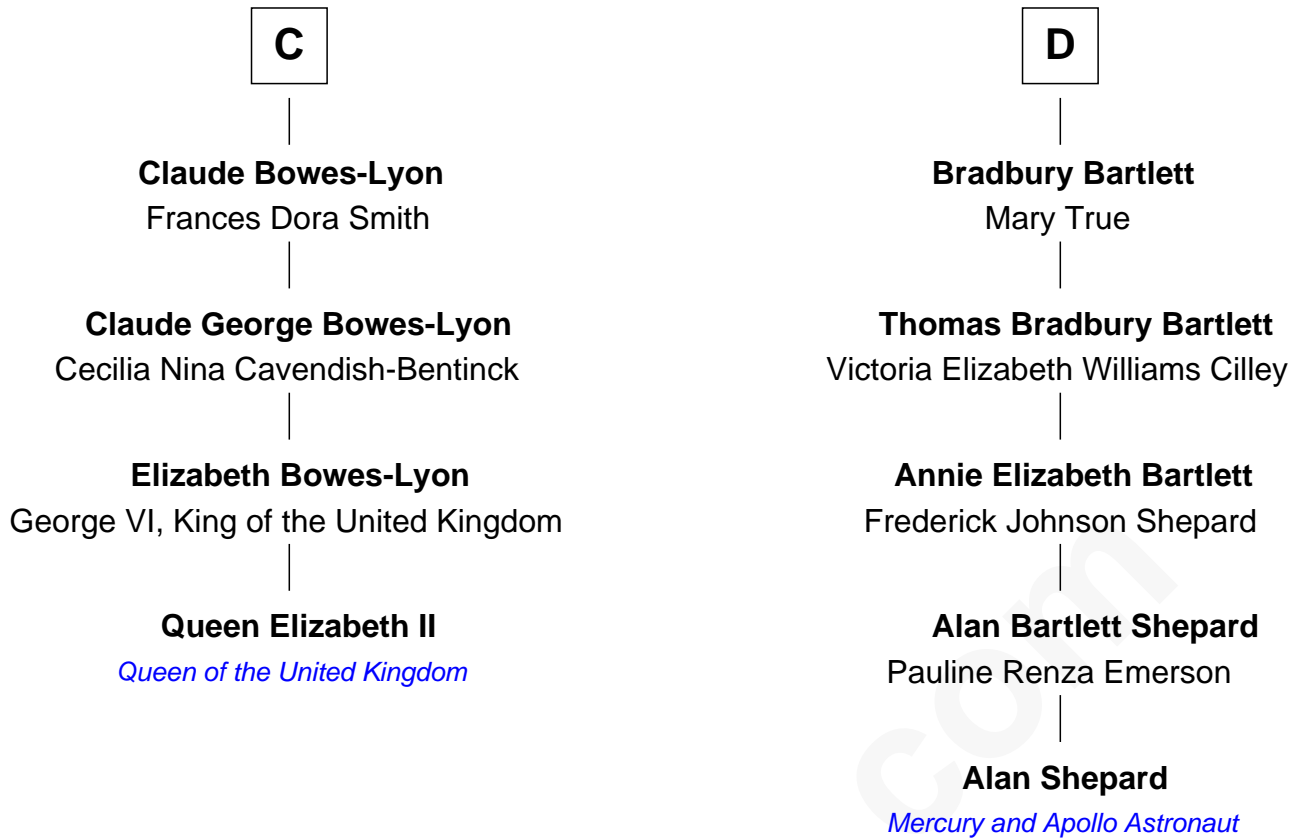 C
Claude Bowes-Lyon
Frances Dora Smith
Claude George Bowes-Lyon
Cecilia Nina Cavendish-Bentinck
Elizabeth Bowes-Lyon
George VI, King of the United Kingdom
Queen Elizabeth II
Queen of the United Kingdom
D
Bradbury Bartlett
Mary True
Thomas Bradbury Bartlett
Victoria Elizabeth Williams Cilley
Annie Elizabeth Bartlett
Frederick Johnson Shepard
Alan Bartlett Shepard
Pauline Renza Emerson
Alan Shepard
Mercury and Apollo Astronaut
com